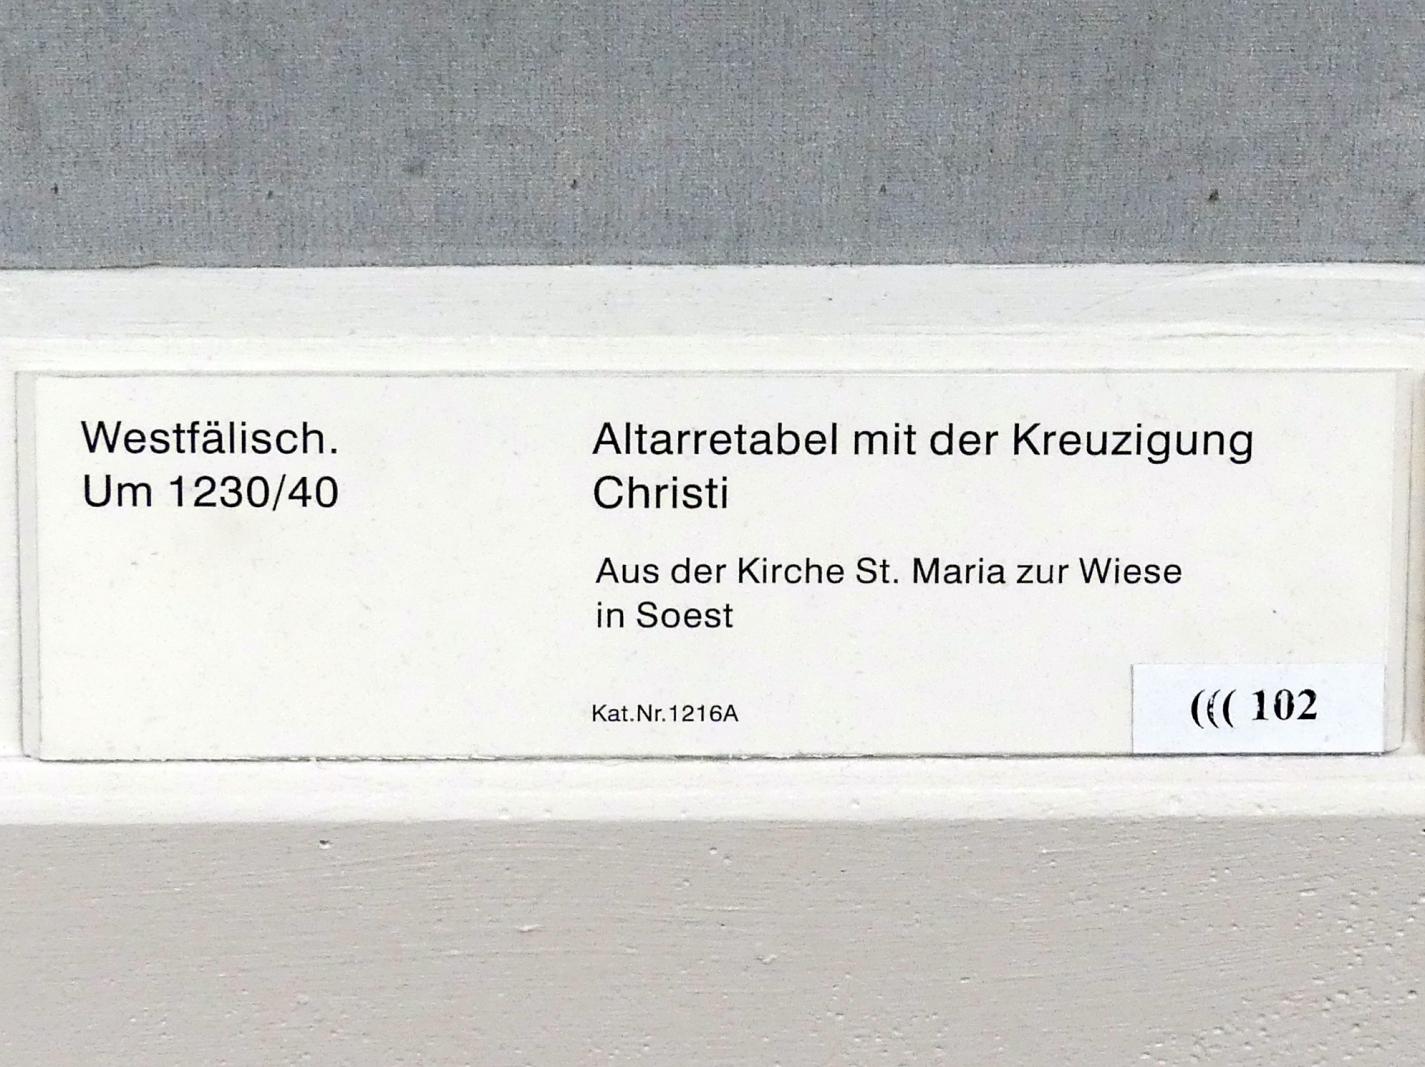 Westfälisch.
Um 1230/40
Altarretabel mit der Kreuzigung
Christi
Aus der Kirche St. Maria zur Wiese
in Soest
Kat.Nr.1216A
((( 102